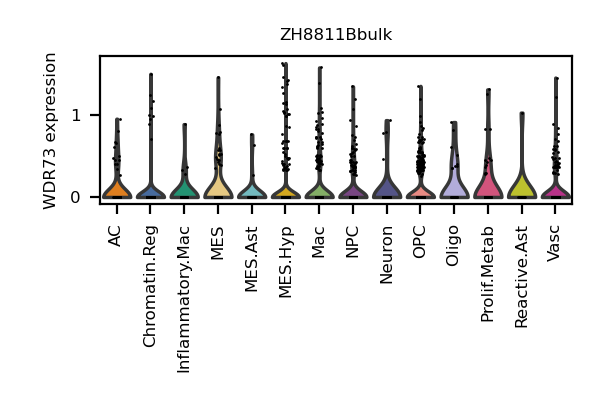 ZH8811Bbulk
WDR73 expression
1
0
AC
Chromatin.Reg
Inflammatory.Mac
MES
MES.Ast
MES.Hyp
Mac
NPC
Neuron
OPC
Oligo
Prolif.Metab
Reactive.Ast
Vasc